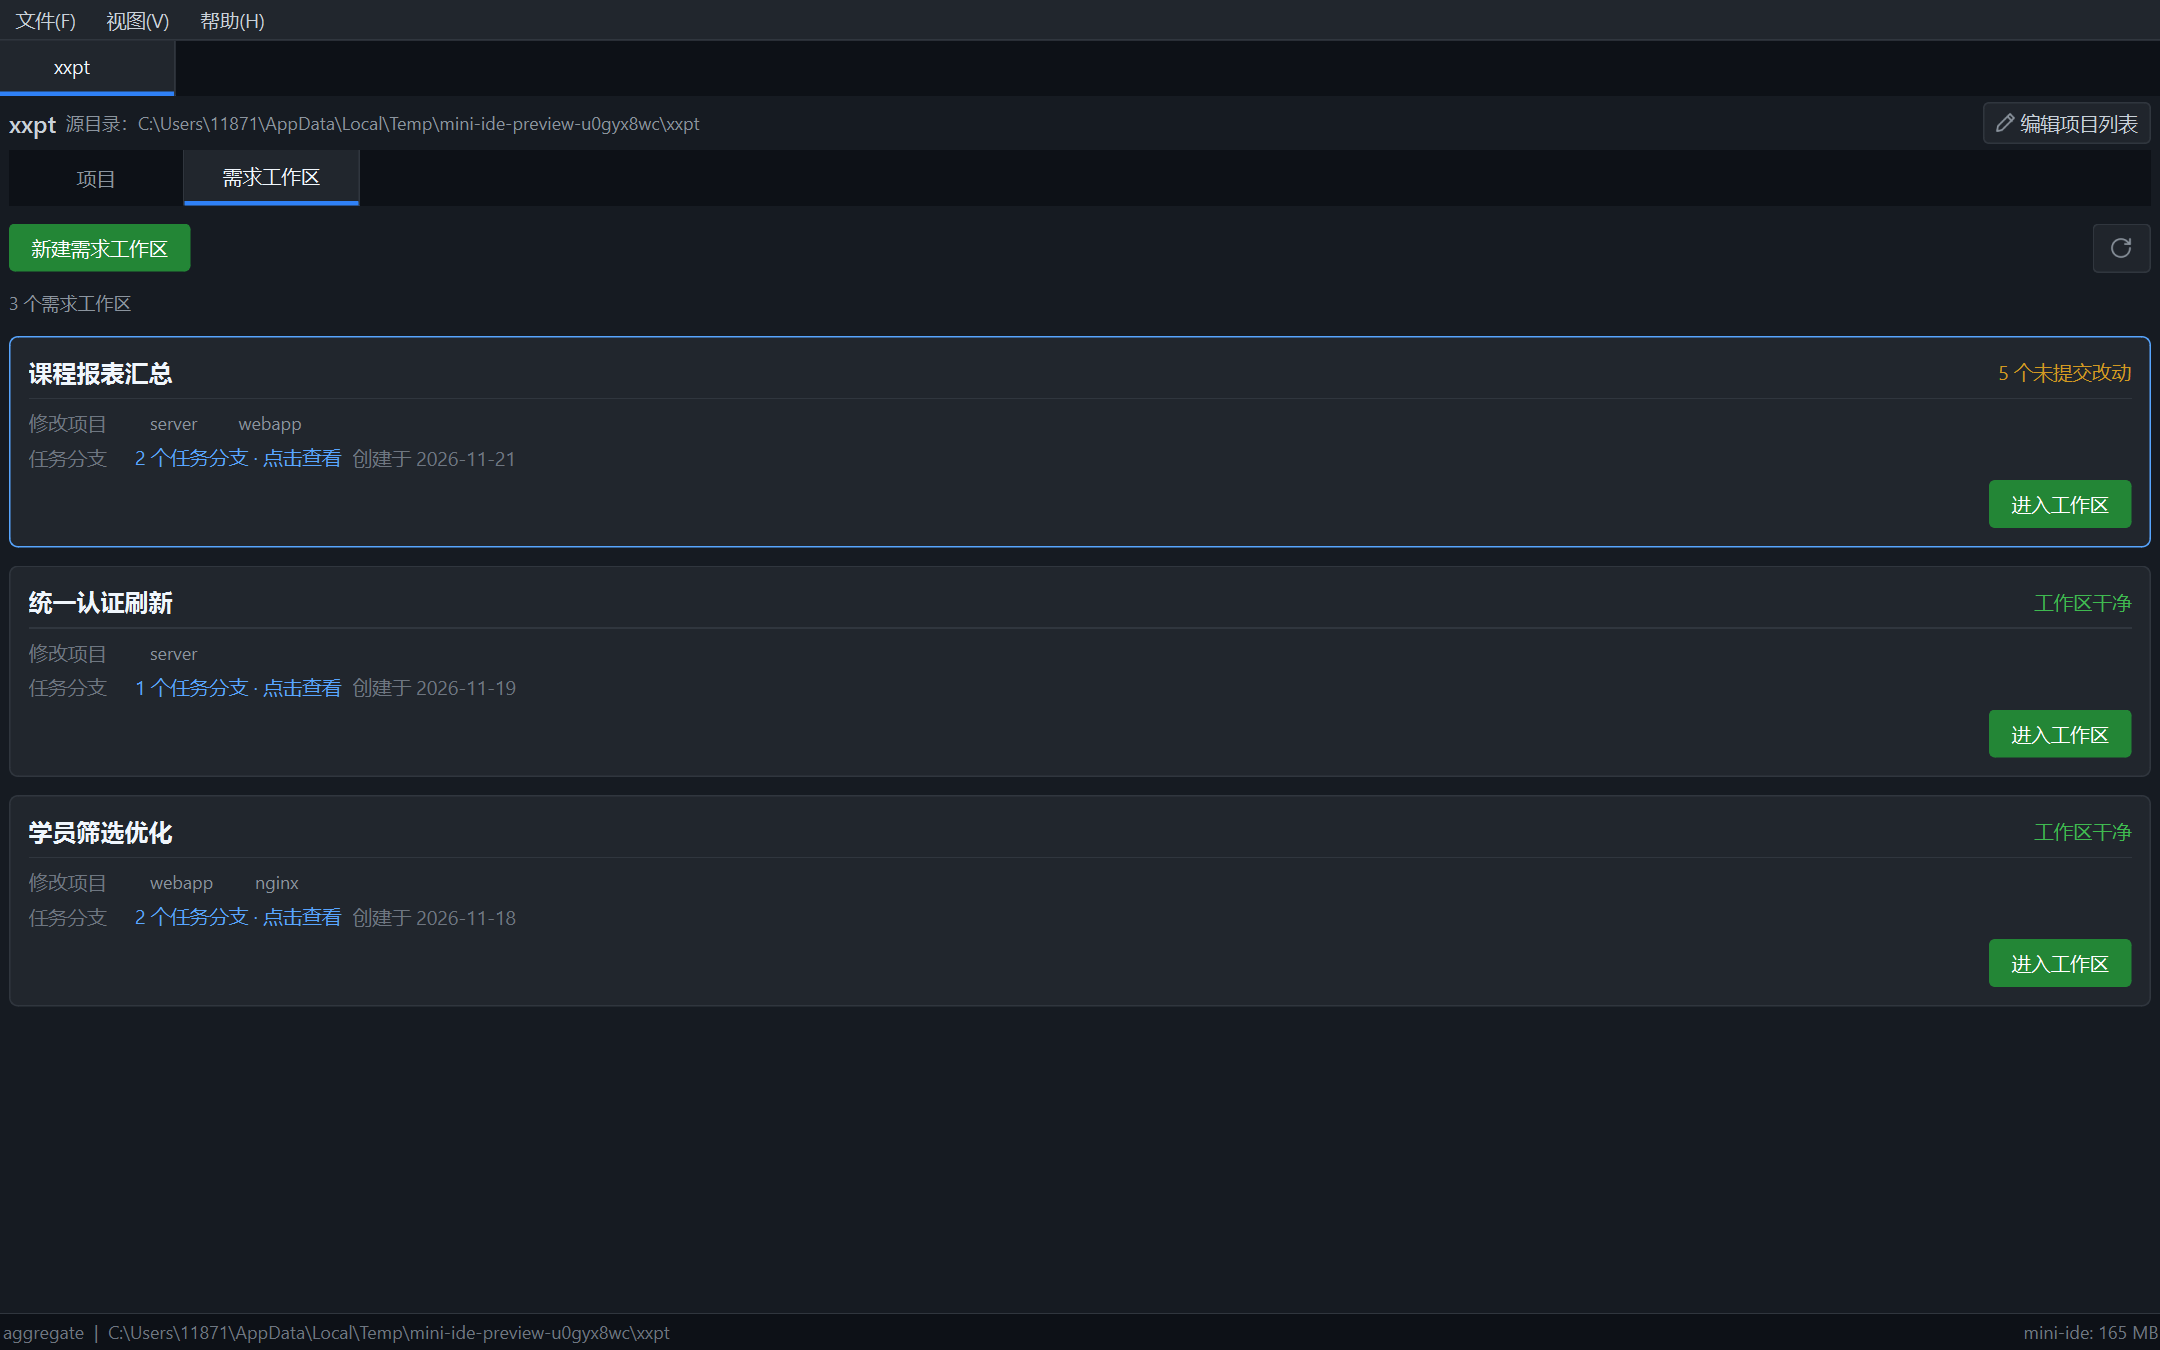 文件(F) 视图(V) 帮助(H)
xxpt
xxpt 源目录：C:\Users\11871\AppData\Local\Temp\mini-ide-preview-u0gyx8wc\xxpt 编辑项目列表
项目 需求工作区
新建需求工作区
3 个需求工作区
课程报表汇总 5 个未提交改动
修改项目 server webapp
任务分支 2 个任务分支 · 点击查看 创建于 2026-11-21
进入工作区
统一认证刷新 工作区干净
修改项目 server
任务分支 1 个任务分支 · 点击查看 创建于 2026-11-19
进入工作区
学员筛选优化 工作区干净
修改项目 webapp nginx
任务分支 2 个任务分支 · 点击查看 创建于 2026-11-18
进入工作区
aggregate | C:\Users\11871\AppData\Local\Temp\mini-ide-preview-u0gyx8wc\xxpt mini-ide: 165 MB